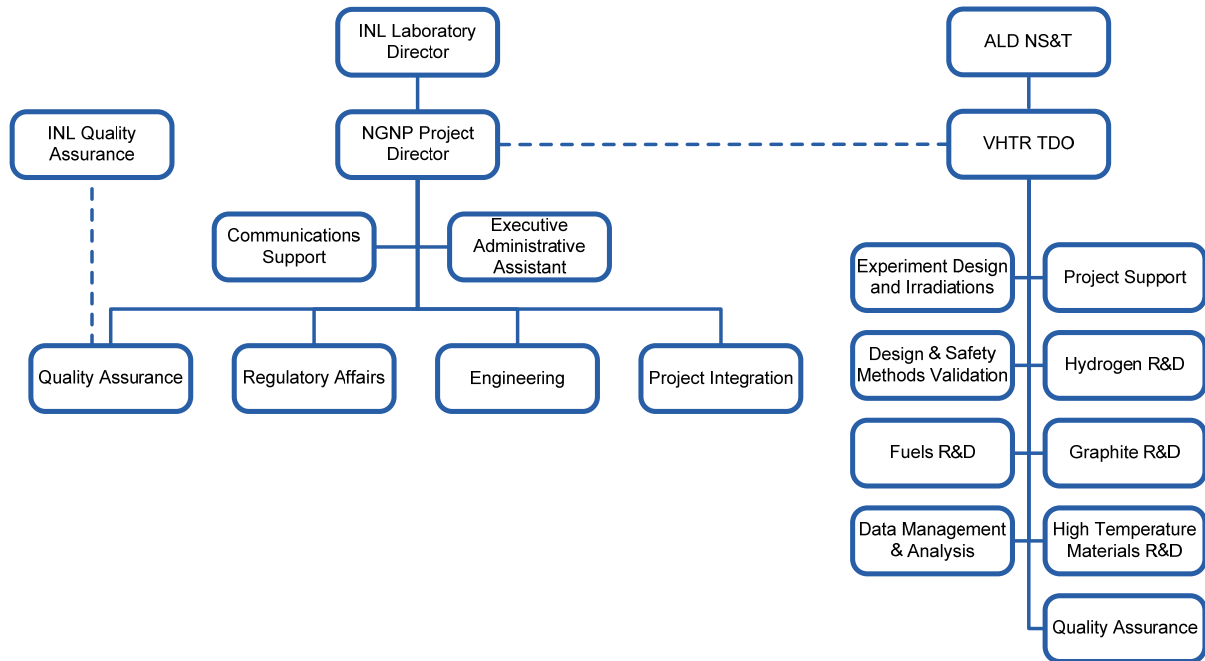 INL Laboratory
Director
ALD NS&T
INL Quality
Assurance
NGNP Project
Director
VHTR TDO
Communications
Support
Executive
Administrative
Assistant
Experiment Design
and Irradiations
Project Support
Quality Assurance
Regulatory Affairs
Engineering
Project Integration
Design & Safety
Methods Validation
Hydrogen R&D
Fuels R&D
Graphite R&D
Data Management
& Analysis
High Temperature
Materials R&D
Quality Assurance